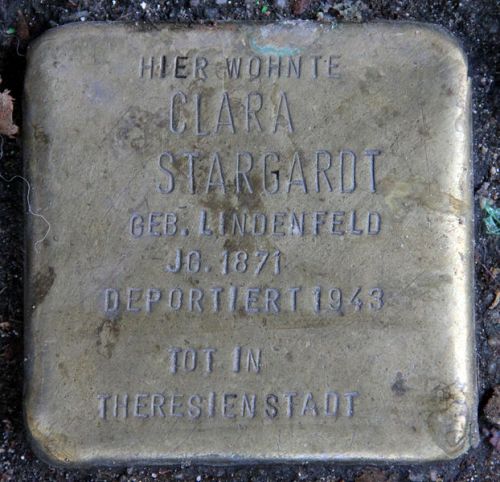 HIER WOHNTE
CLARA
STARGARDT
GEB. LINDENFELD
JG. 1871
DEPORTIERT 1943
TOT IN
THERESIENSTADT